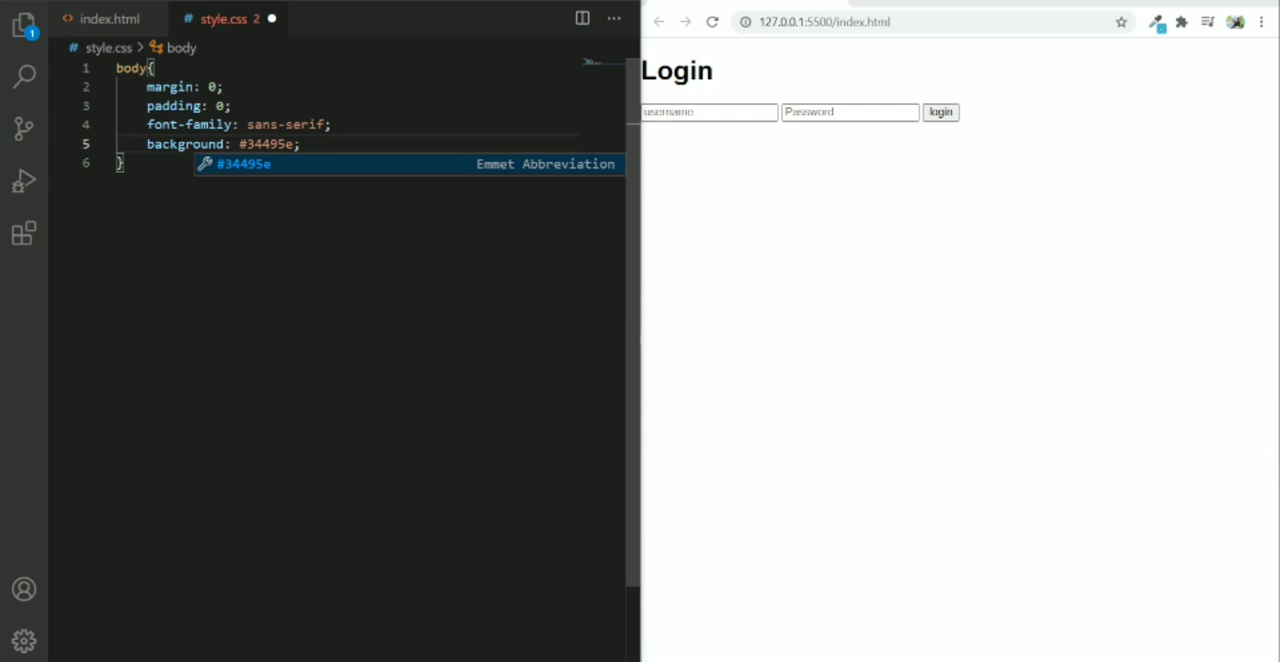 index.html
style.css 2
style.css > body
1 body{
2 margin: 0;
3 padding: 0;
4 font-family: sans-serif;
5 background: #34495e;
6 }
#34495e Emmet Abbreviation
1
127.0.0.1:5500/index.html
Login
username Password login